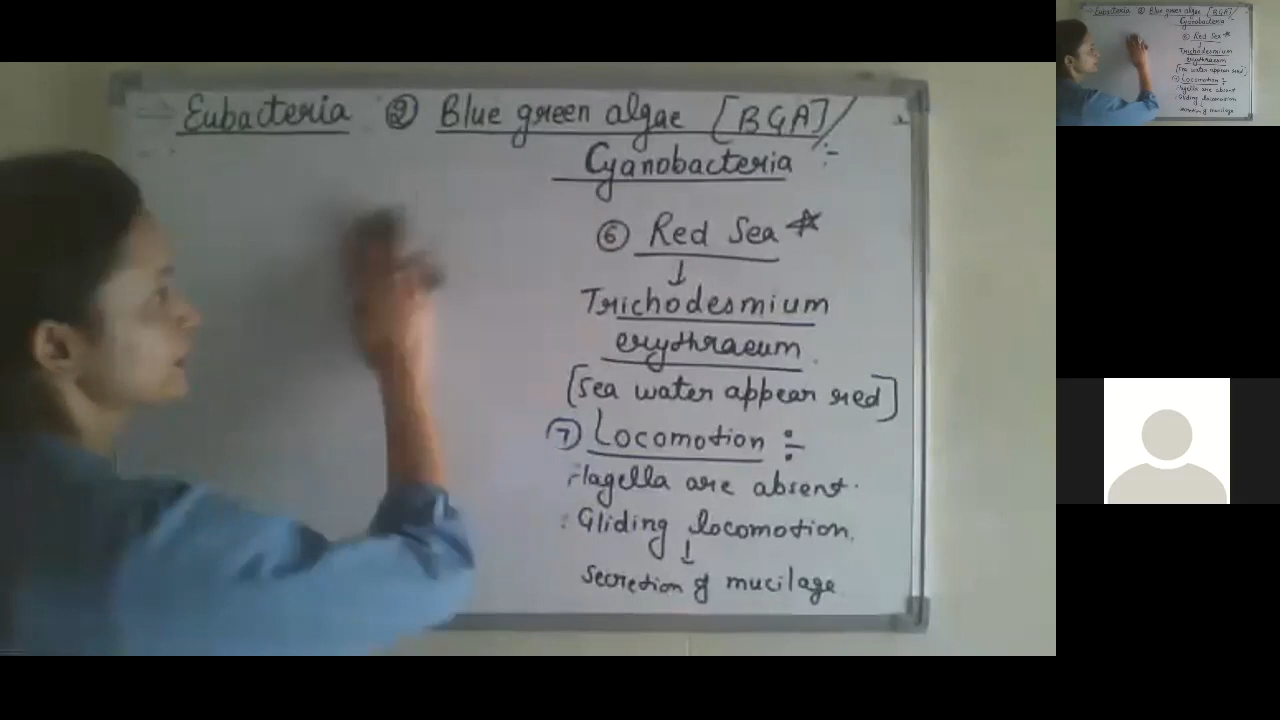 Eubacteria ② Blue green algae [BGA]/
Cyanobacteria :-
⑥ Red Sea ☆
↓
Trichodesmium
erythraeum.
[Sea water appear red]
⑦ Locomotion ÷
Flagella are absent.
: Gliding locomotion.
↓
Secretion of mucilage